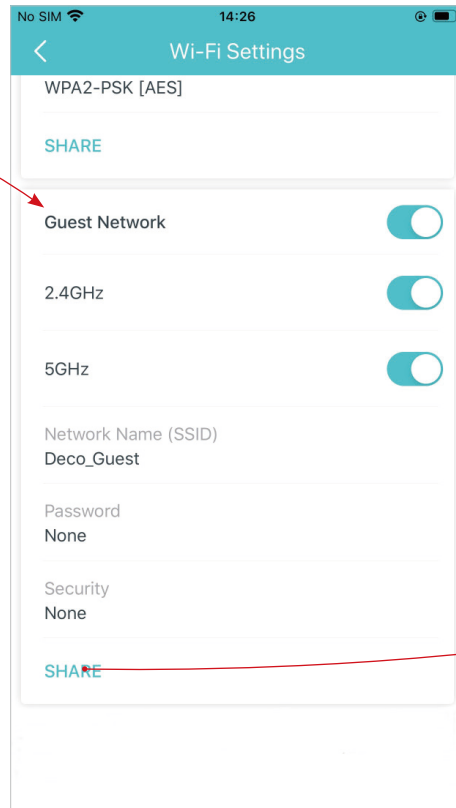 No SIM 14:26
Wi-Fi Settings
WPA2-PSK [AES]
SHARE
Guest Network
2.4GHz
5GHz
Network Name (SSID)
Deco_Guest
Password
None
Security
None
SHARE